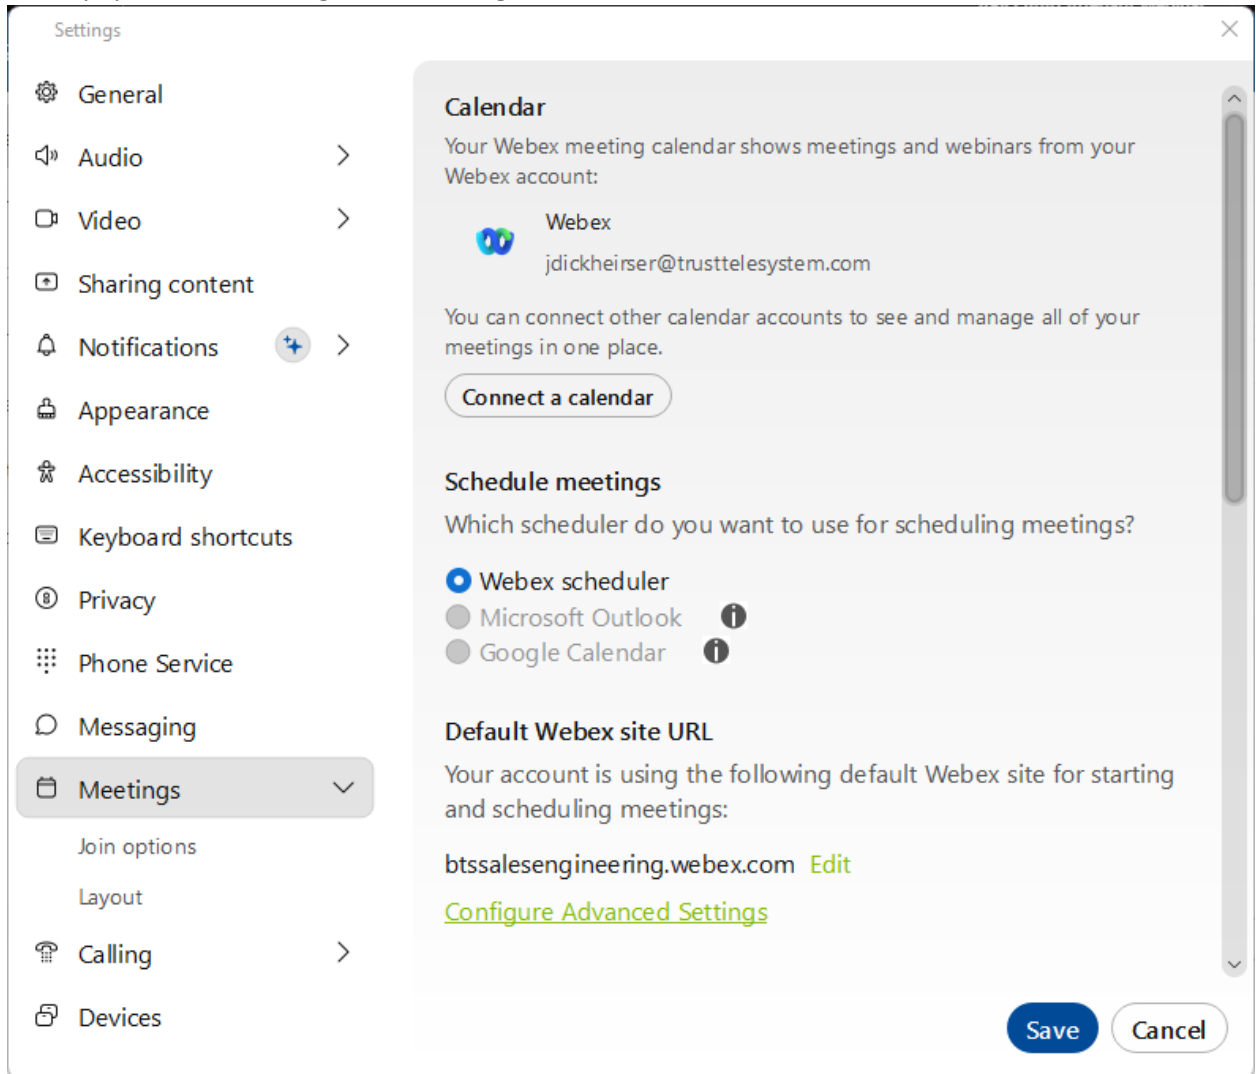 Settings
General
Audio
Video
Sharing content
Notifications
Appearance
Accessibility
Keyboard shortcuts
Privacy
Phone Service
Messaging
Meetings
Join options
Layout
Calling
Devices
Calendar
Your Webex meeting calendar shows meetings and webinars from your
Webex account:
Webex
jdickheirser@trusttelesystem.com
You can connect other calendar accounts to see and manage all of your
meetings in one place.
Connect a calendar
Schedule meetings
Which scheduler do you want to use for scheduling meetings?
Webex scheduler
Microsoft Outlook
Google Calendar
Default Webex site URL
Your account is using the following default Webex site for starting
and scheduling meetings:
btssalesengineering.webex.com Edit
Configure Advanced Settings
Save Cancel